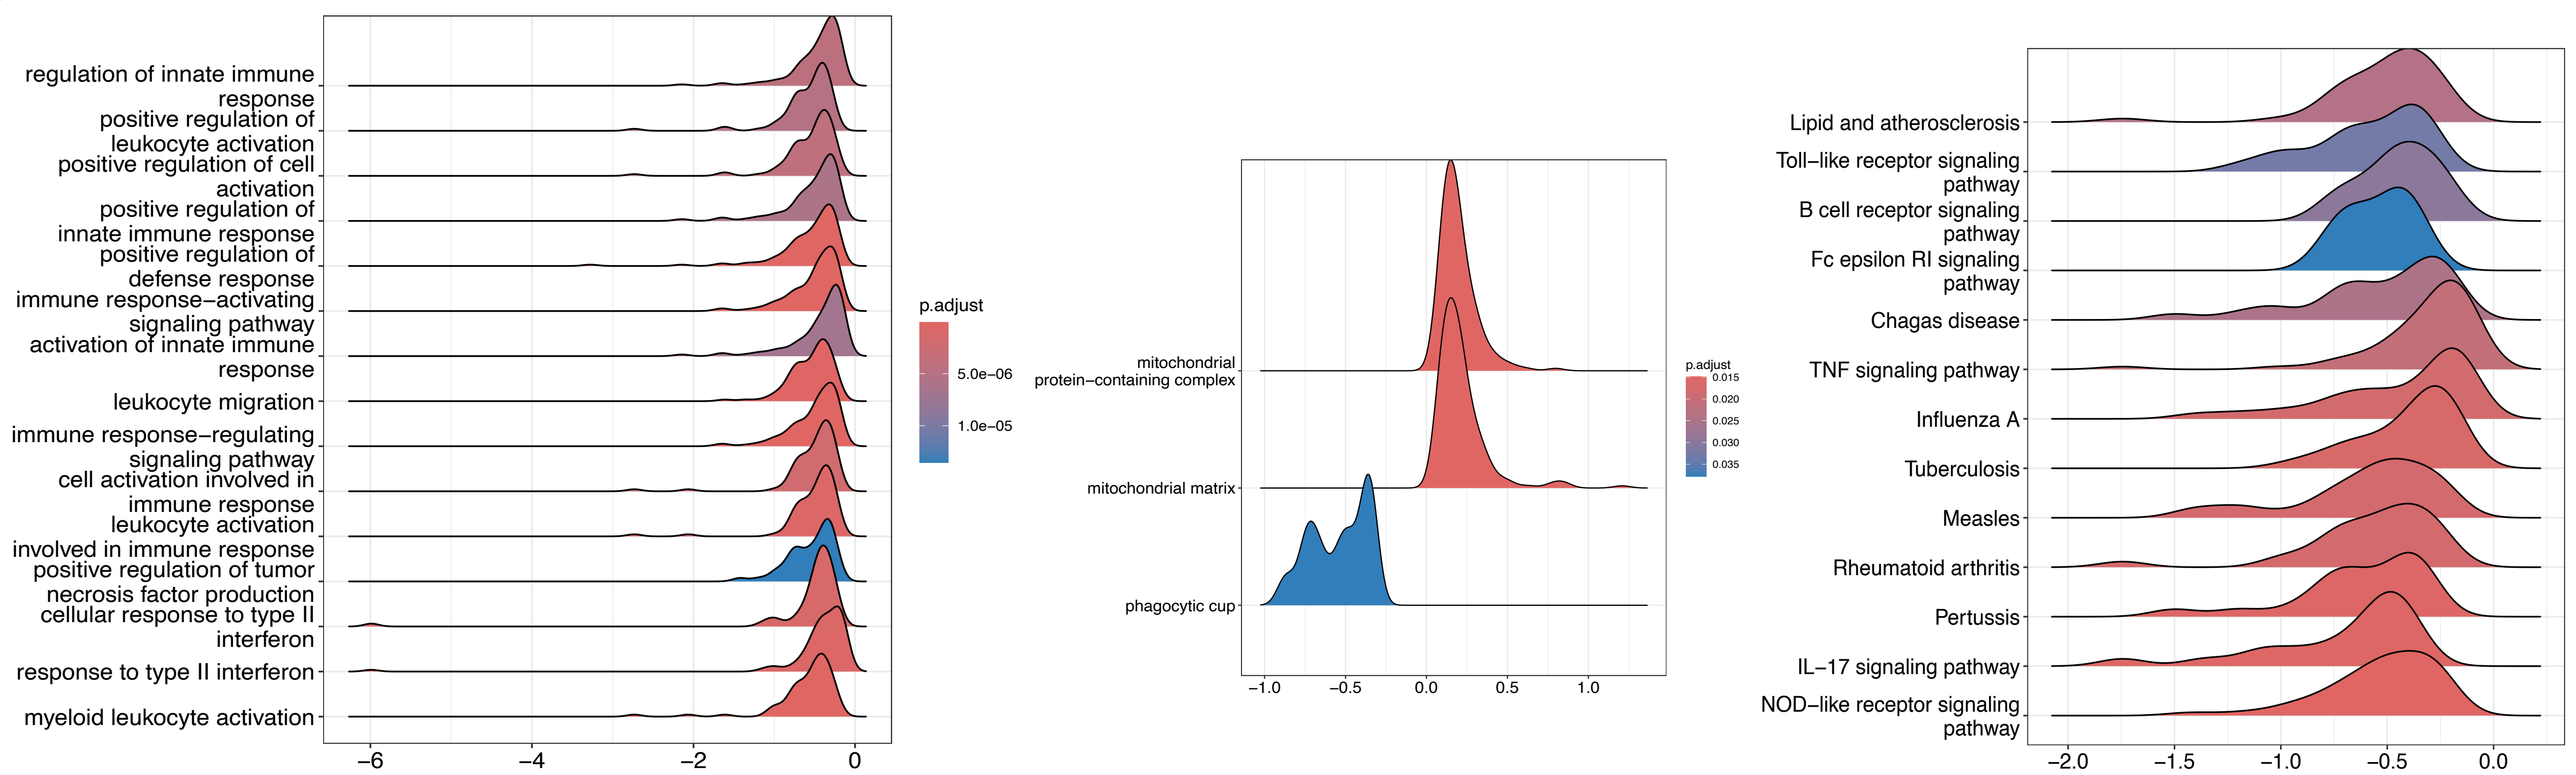 regulation of innate immune
response
positive regulation of
leukocyte activation
positive regulation of cell
activation
positive regulation of
innate immune response
positive regulation of
defense response
immune response−activating
signaling pathway
activation of innate immune
response
leukocyte migration
immune response−regulating
signaling pathway
cell activation involved in
immune response
leukocyte activation
involved in immune response
positive regulation of tumor
necrosis factor production
cellular response to type II
interferon
response to type II interferon
myeloid leukocyte activation
−6 −4 −2 0
p.adjust
5.0e−06
1.0e−05
mitochondrial
protein−containing complex
mitochondrial matrix
phagocytic cup
−1.0 −0.5 0.0 0.5 1.0
p.adjust
0.015
0.020
0.025
0.030
0.035
Lipid and atherosclerosis
Toll−like receptor signaling
pathway
B cell receptor signaling
pathway
Fc epsilon RI signaling
pathway
Chagas disease
TNF signaling pathway
Influenza A
Tuberculosis
Measles
Rheumatoid arthritis
Pertussis
IL−17 signaling pathway
NOD−like receptor signaling
pathway
−2.0 −1.5 −1.0 −0.5 0.0